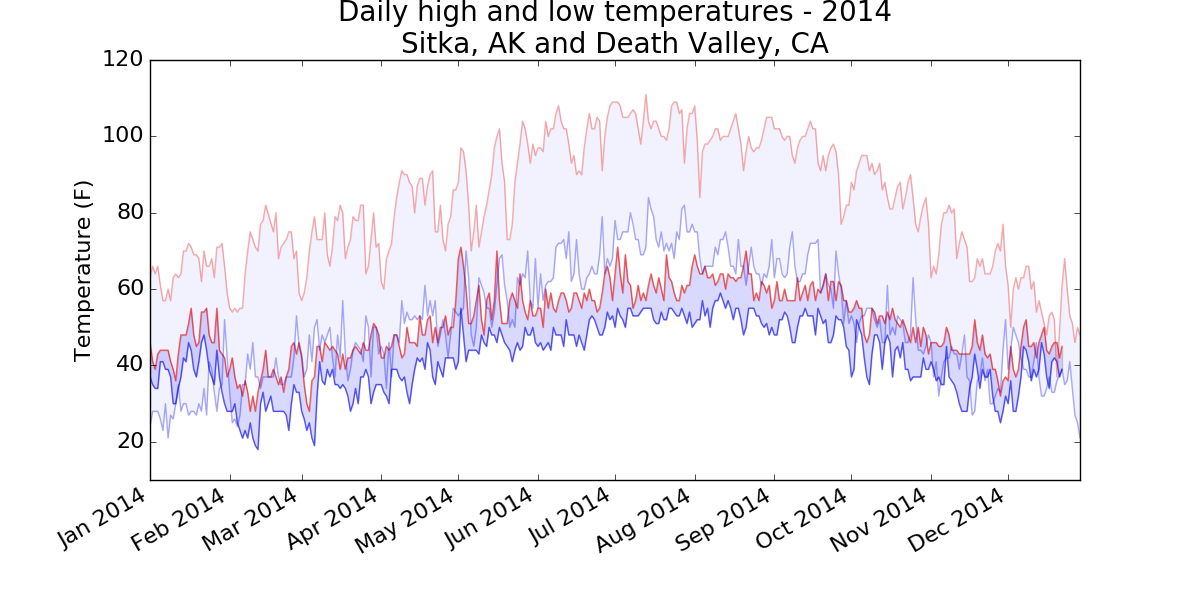 Daily high and low temperatures - 2014
Sitka, AK and Death Valley, CA
Temperature (F)
120
100
80
60
40
20
Jan 2014
Feb 2014
Mar 2014
Apr 2014
May 2014
Jun 2014
Jul 2014
Aug 2014
Sep 2014
Oct 2014
Nov 2014
Dec 2014